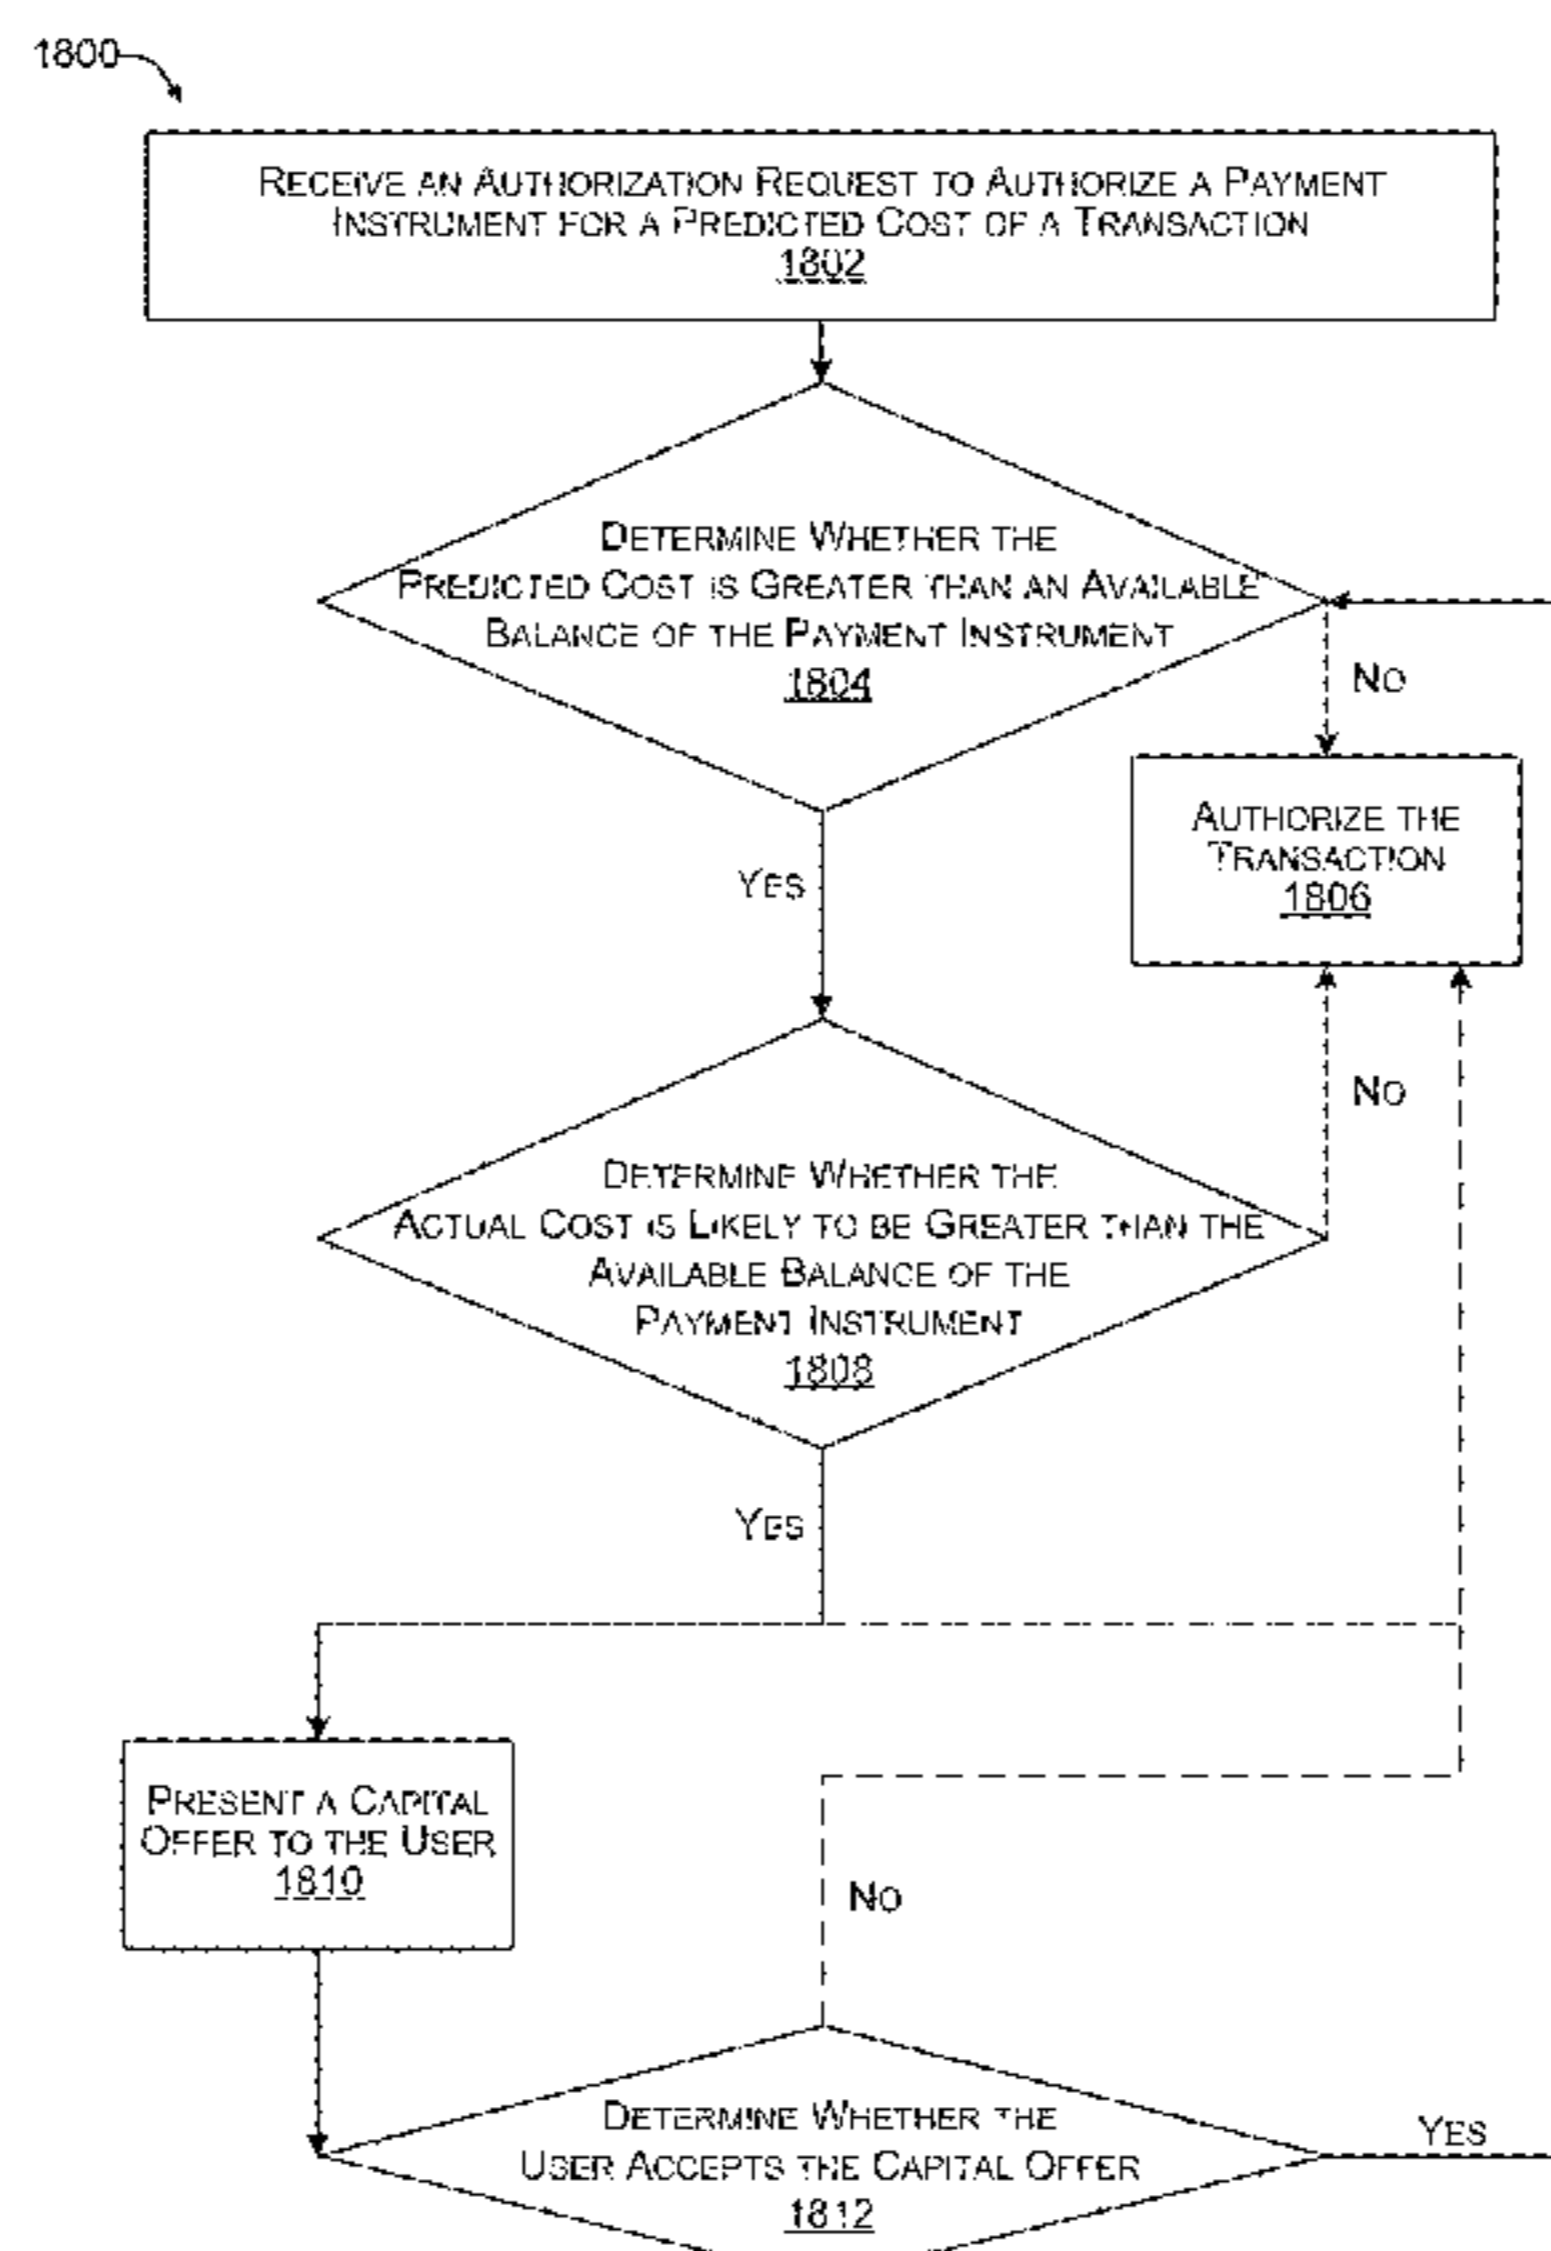 1800
RECEIVE AN AUTHORIZATION REQUEST TO AUTHORIZE A PAYMENT
INSTRUMENT FOR A PREDICTED COST OF A TRANSACTION
1802
DETERMINE WHETHER THE
PREDICTED COST IS GREATER THAN AN AVAILABLE
BALANCE OF THE PAYMENT INSTRUMENT
1804
NO
AUTHORIZE THE
TRANSACTION
1806
YES
NO
DETERMINE WHETHER THE
ACTUAL COST IS LIKELY TO BE GREATER THAN THE
AVAILABLE BALANCE OF THE
PAYMENT INSTRUMENT
1808
YES
PRESENT A CAPITAL
OFFER TO THE USER
1810
NO
DETERMINE WHETHER THE
USER ACCEPTS THE CAPITAL OFFER
1812
YES